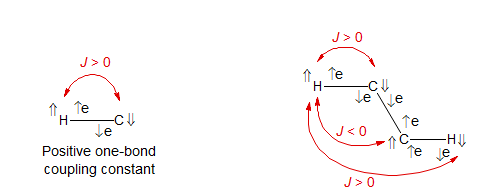 J > 0
⇑ H ↑e ↓e C ⇓
Positive one-bond
coupling constant
J > 0
⇑ H ↑e ↓e C ⇓
↓e
↑e
J < 0
⇑ C ↑e ↓e H ⇓
J > 0